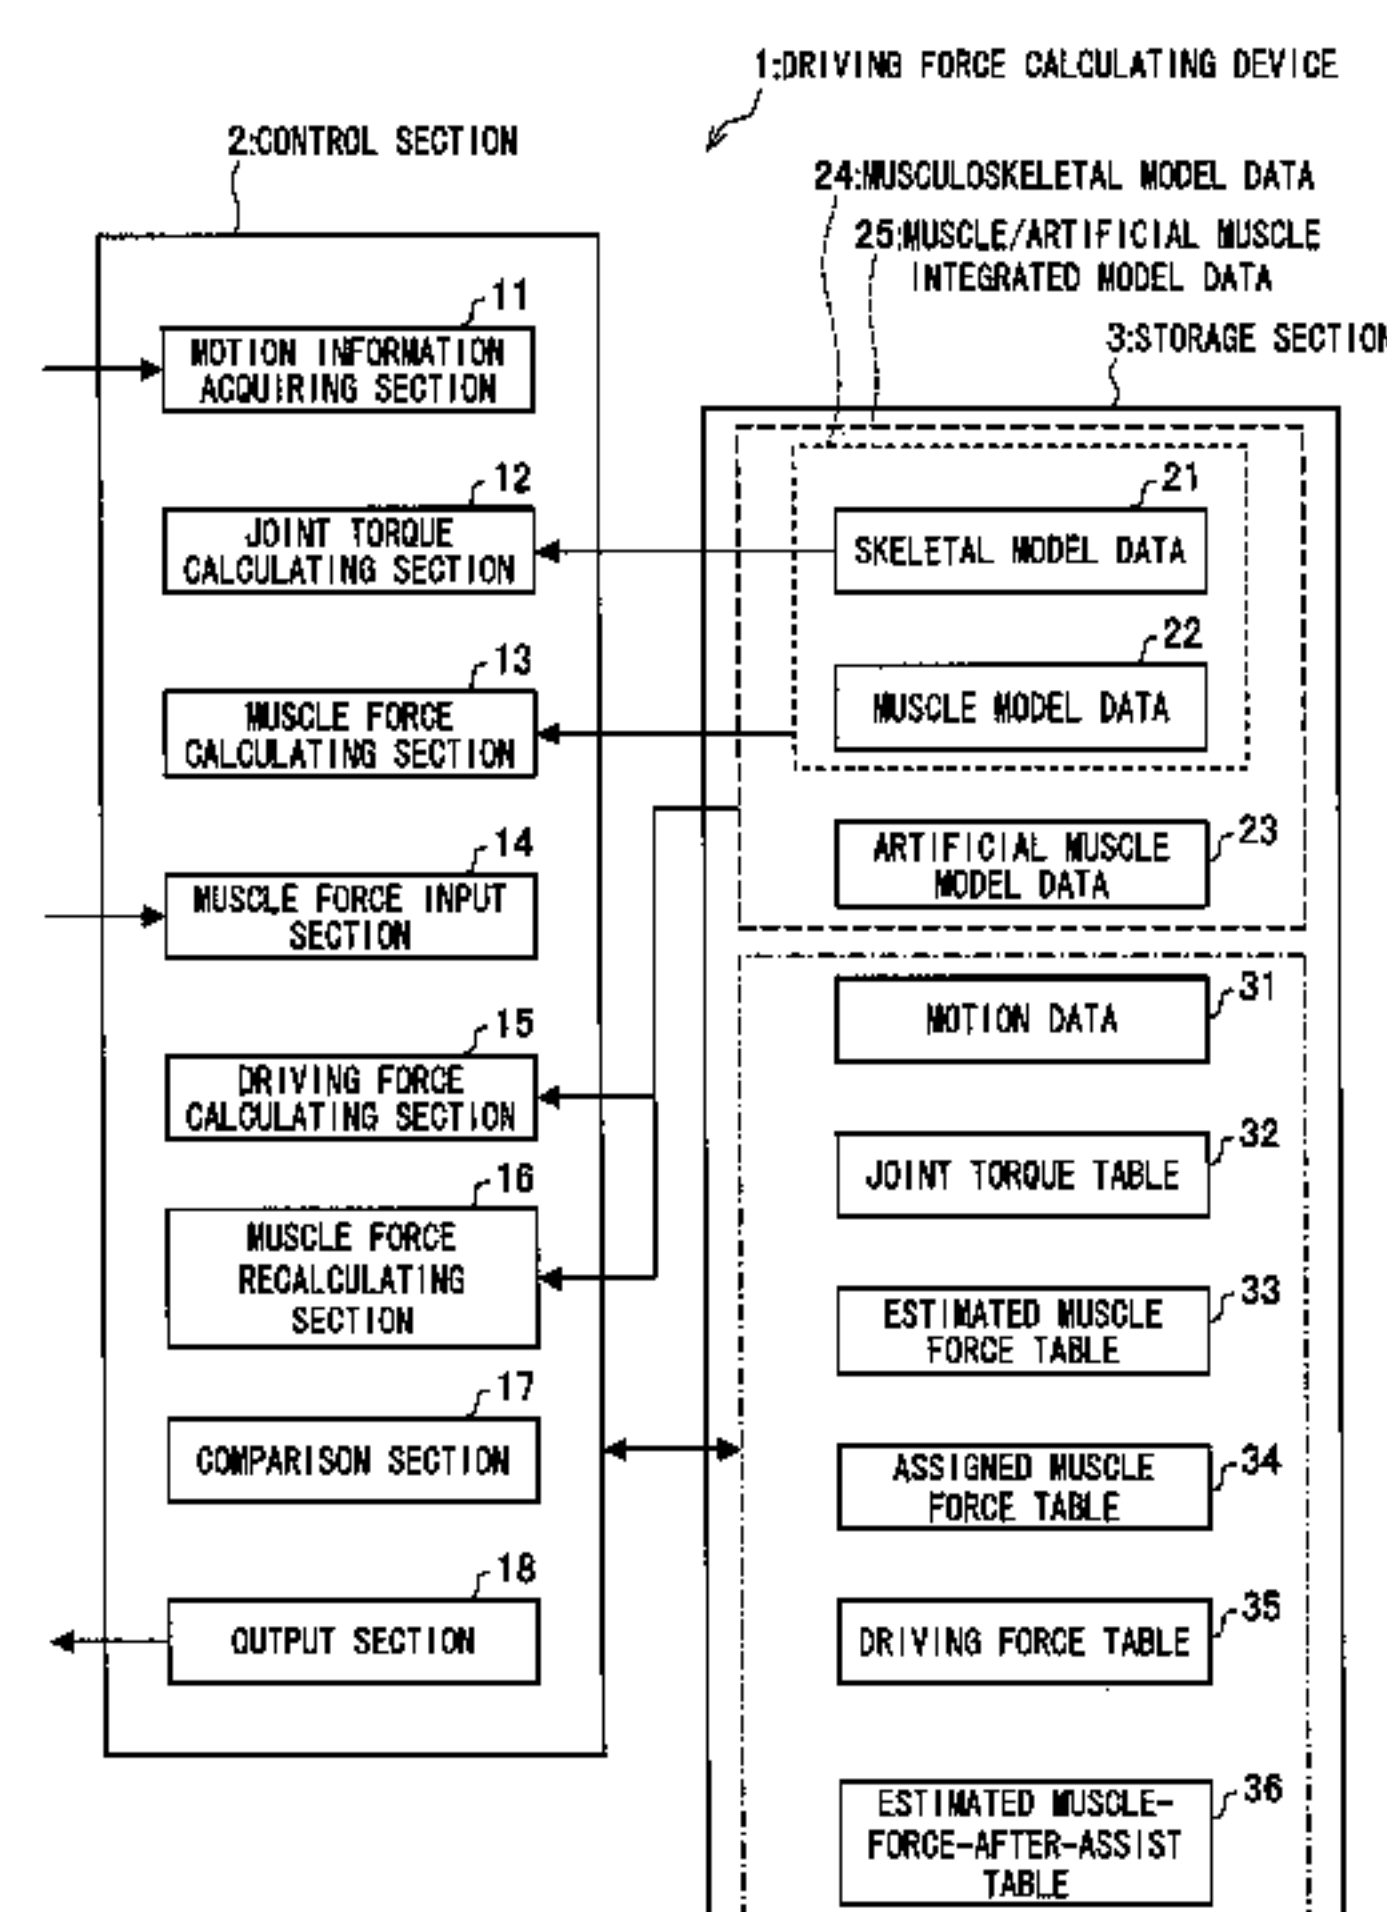 1:DRIVING FORCE CALCULATING DEVICE
2:CONTROL SECTION
24:MUSCULOSKELETAL MODEL DATA
25:MUSCLE/ARTIFICIAL MUSCLE
INTEGRATED MODEL DATA
3:STORAGE SECTION
11
MOTION INFORMATION
ACQUIRING SECTION
12
JOINT TORQUE
CALCULATING SECTION
13
MUSCLE FORCE
CALCULATING SECTION
14
MUSCLE FORCE INPUT
SECTION
15
DRIVING FORCE
CALCULATING SECTION
16
MUSCLE FORCE
RECALCULATING
SECTION
17
COMPARISON SECTION
18
OUTPUT SECTION
21
SKELETAL MODEL DATA
22
MUSCLE MODEL DATA
23
ARTIFICIAL MUSCLE
MODEL DATA
31
MOTION DATA
32
JOINT TORQUE TABLE
33
ESTIMATED MUSCLE
FORCE TABLE
34
ASSIGNED MUSCLE
FORCE TABLE
35
DRIVING FORCE TABLE
36
ESTIMATED MUSCLE-
FORCE-AFTER-ASSIST
TABLE